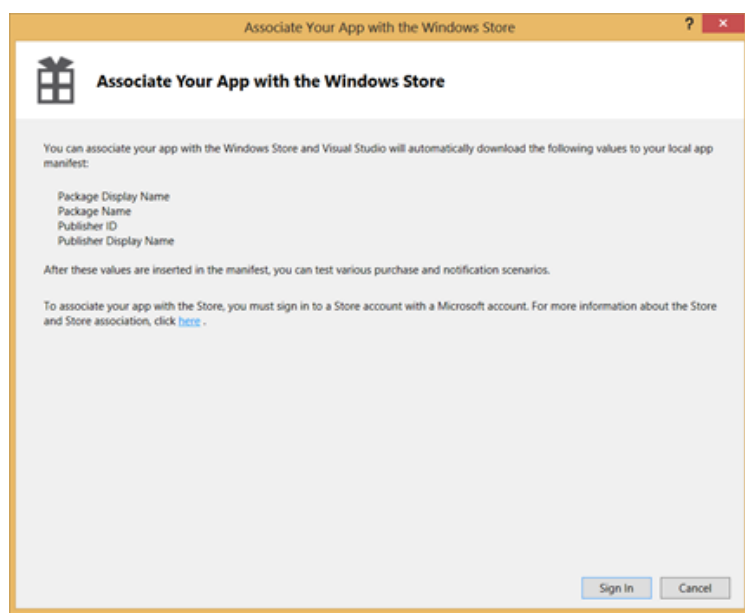 Associate Your App with the Windows Store
?
Associate Your App with the Windows Store
You can associate your app with the Windows Store and Visual Studio will automatically download the following values to your local app
manifest:
Package Display Name
Package Name
Publisher ID
Publisher Display Name
After these values are inserted in the manifest, you can test various purchase and notification scenarios.
To associate your app with the Store, you must sign in to a Store account with a Microsoft account. For more information about the Store
and Store association, click here .
Sign In Cancel